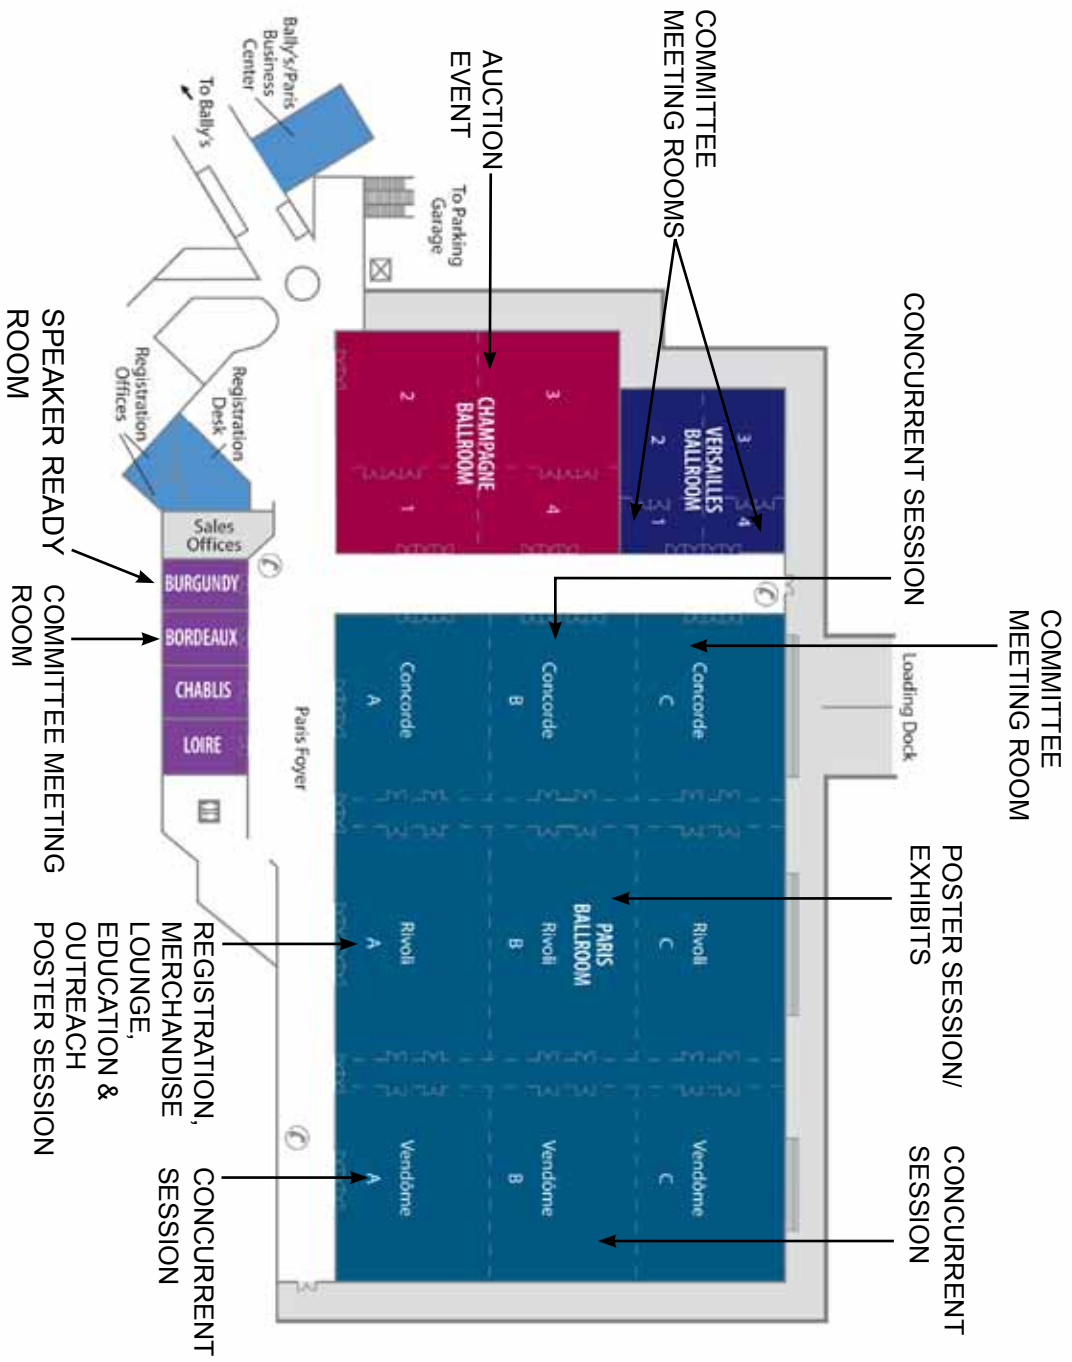 COMMITTEE
MEETING ROOMS
AUCTION
EVENT
CONCURRENT SESSION
COMMITTEE
MEETING ROOM
POSTER SESSION/
EXHIBITS
CONCURRENT
SESSION
Bally's/Paris
Business
Center
To Bally's
To Parking
Garage
Loading Dock
VERSAILLES
BALLROOM
3
4
2
1
CHAMPAGNE
BALLROOM
3
4
2
1
Concorde
C
Rivoli
C
Vendôme
C
PARIS
BALLROOM
Concorde
B
Rivoli
B
Vendôme
B
Concorde
A
Rivoli
A
Vendôme
A
Paris Foyer
Registration
Desk
Registration
Offices
Sales
Offices
BURGUNDY
BORDEAUX
CHABLIS
LOIRE
SPEAKER READY
ROOM
COMMITTEE MEETING
ROOM
REGISTRATION,
MERCHANDISE
LOUNGE,
EDUCATION &
OUTREACH
POSTER SESSION
CONCURRENT
SESSION